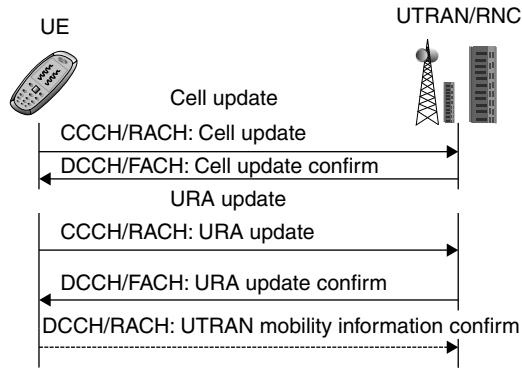 UE
UTRAN/RNC
Cell update
CCCH/RACH: Cell update
DCCH/FACH: Cell update confirm
URA update
CCCH/RACH: URA update
DCCH/FACH: URA update confirm
DCCH/RACH: UTRAN mobility information confirm